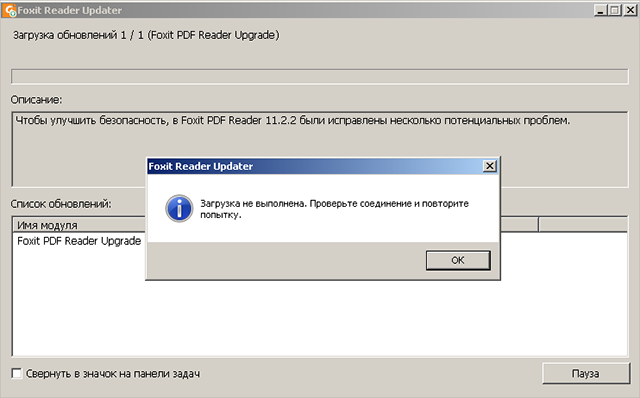 Foxit Reader Updater
Загрузка обновлений 1 / 1 (Foxit PDF Reader Upgrade)
Описание:
Чтобы улучшить безопасность, в Foxit PDF Reader 11.2.2 были исправлены несколько потенциальных проблем.
Foxit Reader Updater
Загрузка не выполнена. Проверьте соединение и повторите
попытку.
OK
Список обновлений:
Имя модуля
Foxit PDF Reader Upgrade
Свернуть в значок на панели задач
Пауза